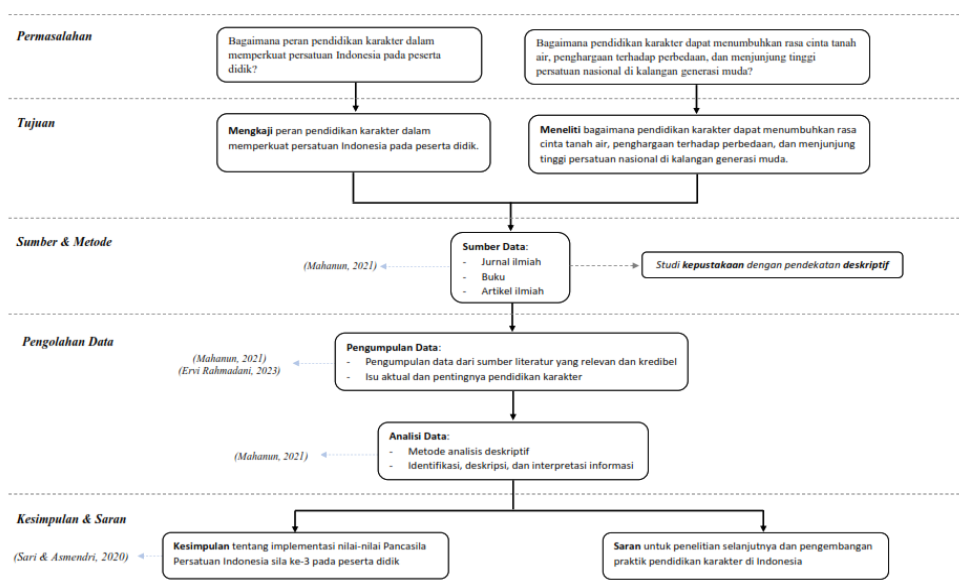 Permasalahan
Bagaimana peran pendidikan karakter dalam
memperkuat persatuan Indonesia pada peserta
didik?
Bagaimana pendidikan karakter dapat menumbuhkan rasa cinta tanah
air, penghargaan terhadap perbedaan, dan menjunjung tinggi
persatuan nasional di kalangan generasi muda?
Tujuan
Mengkaji peran pendidikan karakter dalam
memperkuat persatuan Indonesia pada peserta didik.
Meneliti bagaimana pendidikan karakter dapat menumbuhkan rasa
cinta tanah air, penghargaan terhadap perbedaan, dan menjunjung
tinggi persatuan nasional di kalangan generasi muda.
Sumber & Metode
(Mahanun, 2021)
Sumber Data:
- Jurnal ilmiah
- Buku
- Artikel ilmiah
Studi kepustakaan dengan pendekatan deskriptif
Pengolahan Data
(Mahanun, 2021)
(Ervi Rahmadani, 2023)
Pengumpulan Data:
- Pengumpulan data dari sumber literatur yang relevan dan kredibel
- Isu aktual dan pentingnya pendidikan karakter
(Mahanun, 2021)
Analisi Data:
- Metode analisis deskriptif
- Identifikasi, deskripsi, dan interpretasi informasi
Kesimpulan & Saran
(Sari & Asmendri, 2020)
Kesimpulan tentang implementasi nilai-nilai Pancasila
Persatuan Indonesia sila ke-3 pada peserta didik
Saran untuk penelitian selanjutnya dan pengembangan
praktik pendidikan karakter di Indonesia